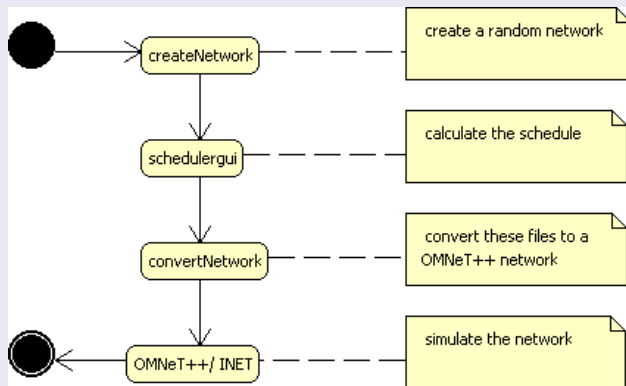 createNetwork
create a random network
schedulergui
calculate the schedule
convertNetwork
convert these files to a
OMNeT++ network
OMNeT++/ INET
simulate the network